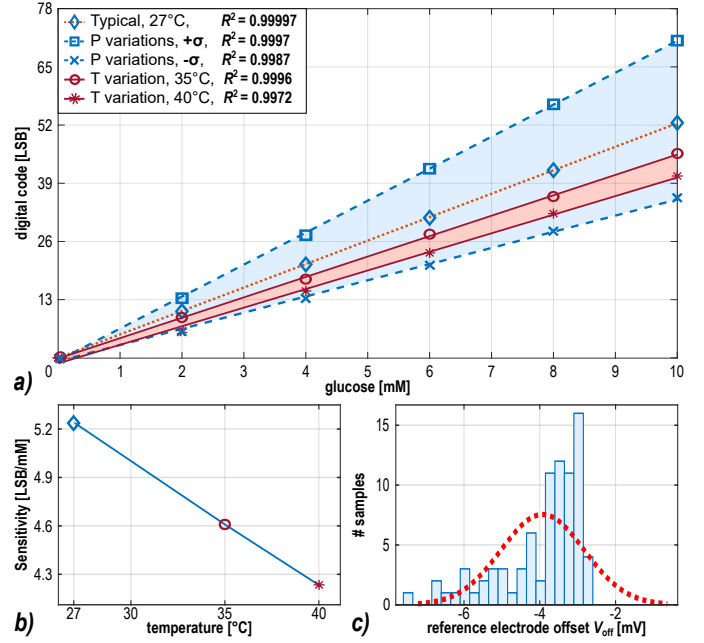 78
65
52
39
26
13
0
digital code [LSB]
Typical, 27°C, R² = 0.99997
P variations, +σ, R² = 0.9997
P variations, -σ, R² = 0.9987
T variation, 35°C, R² = 0.9996
T variation, 40°C, R² = 0.9972
1 2 3 4 5 6 7 8 9 10
glucose [mM]
a)
5.2
4.9
4.6
4.3
Sensitivity [LSB/mM]
27 30 35 40
temperature [°C]
b)
15
10
5
0
# samples
-6 -4 -2
reference electrode offset Voff [mV]
c)